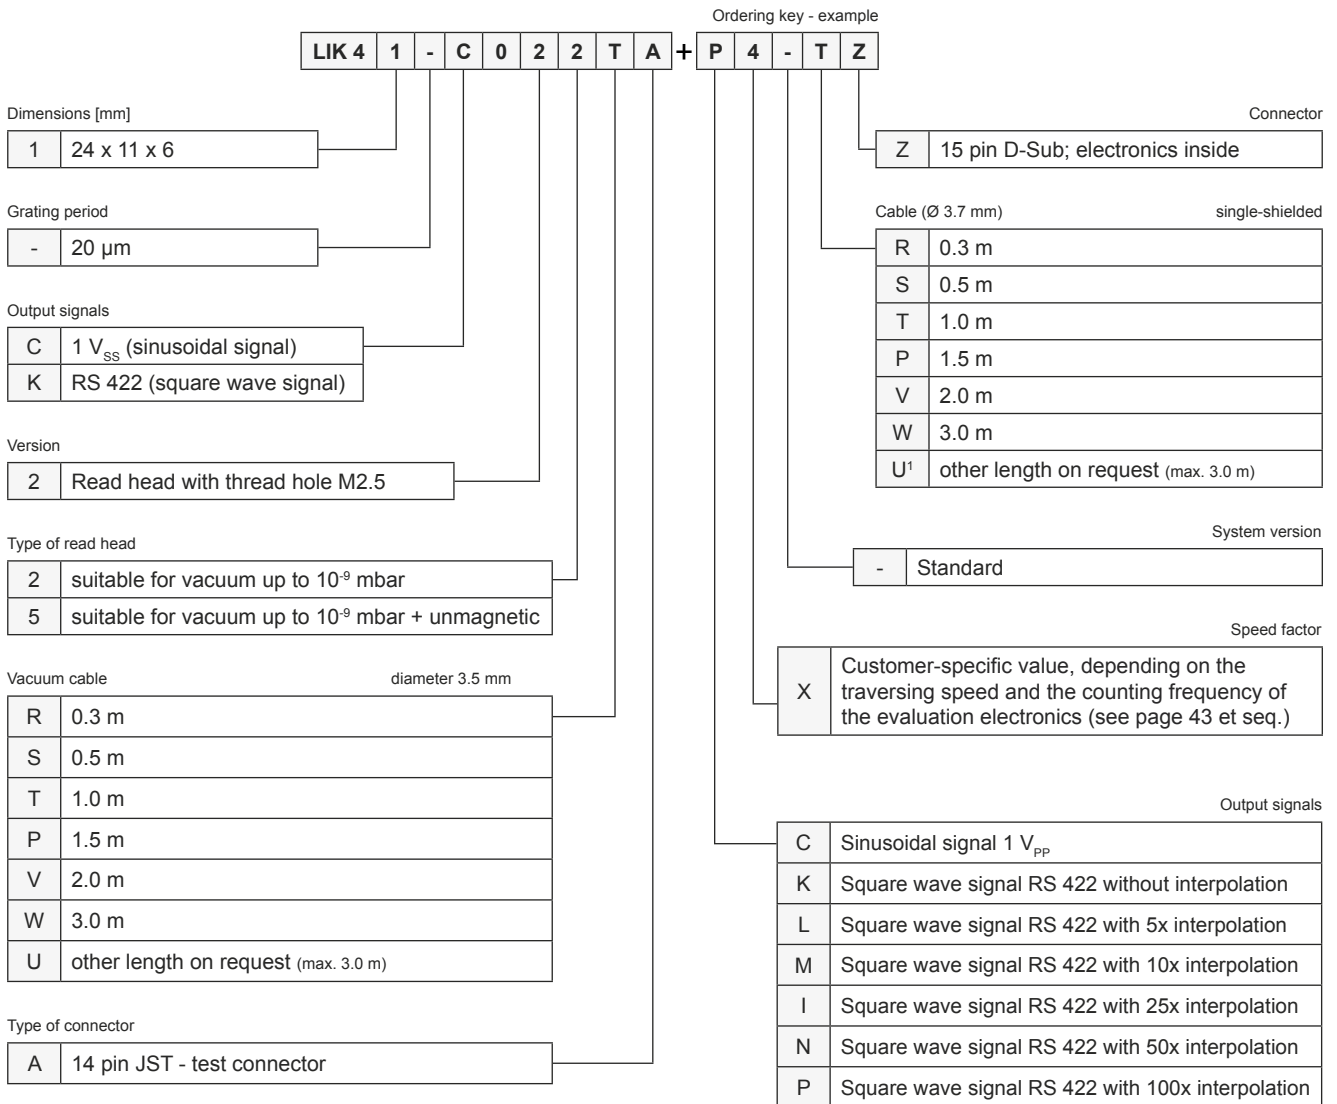 Ordering key - example
LIK 4 1 - C 0 2 2 T A + P 4 - T Z
Dimensions [mm]
1 24 x 11 x 6
Grating period
- 20 µm
Output signals
C 1 V_SS (sinusoidal signal)
K RS 422 (square wave signal)
Version
2 Read head with thread hole M2.5
Type of read head
2 suitable for vacuum up to 10⁻⁹ mbar
5 suitable for vacuum up to 10⁻⁹ mbar + unmagnetic
Vacuum cable diameter 3.5 mm
R 0.3 m
S 0.5 m
T 1.0 m
P 1.5 m
V 2.0 m
W 3.0 m
U other length on request (max. 3.0 m)
Type of connector
A 14 pin JST - test connector
Connector
Z 15 pin D-Sub; electronics inside
Cable (Ø 3.7 mm) single-shielded
R 0.3 m
S 0.5 m
T 1.0 m
P 1.5 m
V 2.0 m
W 3.0 m
U¹ other length on request (max. 3.0 m)
System version
- Standard
Speed factor
X Customer-specific value, depending on the
traversing speed and the counting frequency of
the evaluation electronics (see page 43 et seq.)
Output signals
C Sinusoidal signal 1 V_PP
K Square wave signal RS 422 without interpolation
L Square wave signal RS 422 with 5x interpolation
M Square wave signal RS 422 with 10x interpolation
I Square wave signal RS 422 with 25x interpolation
N Square wave signal RS 422 with 50x interpolation
P Square wave signal RS 422 with 100x interpolation